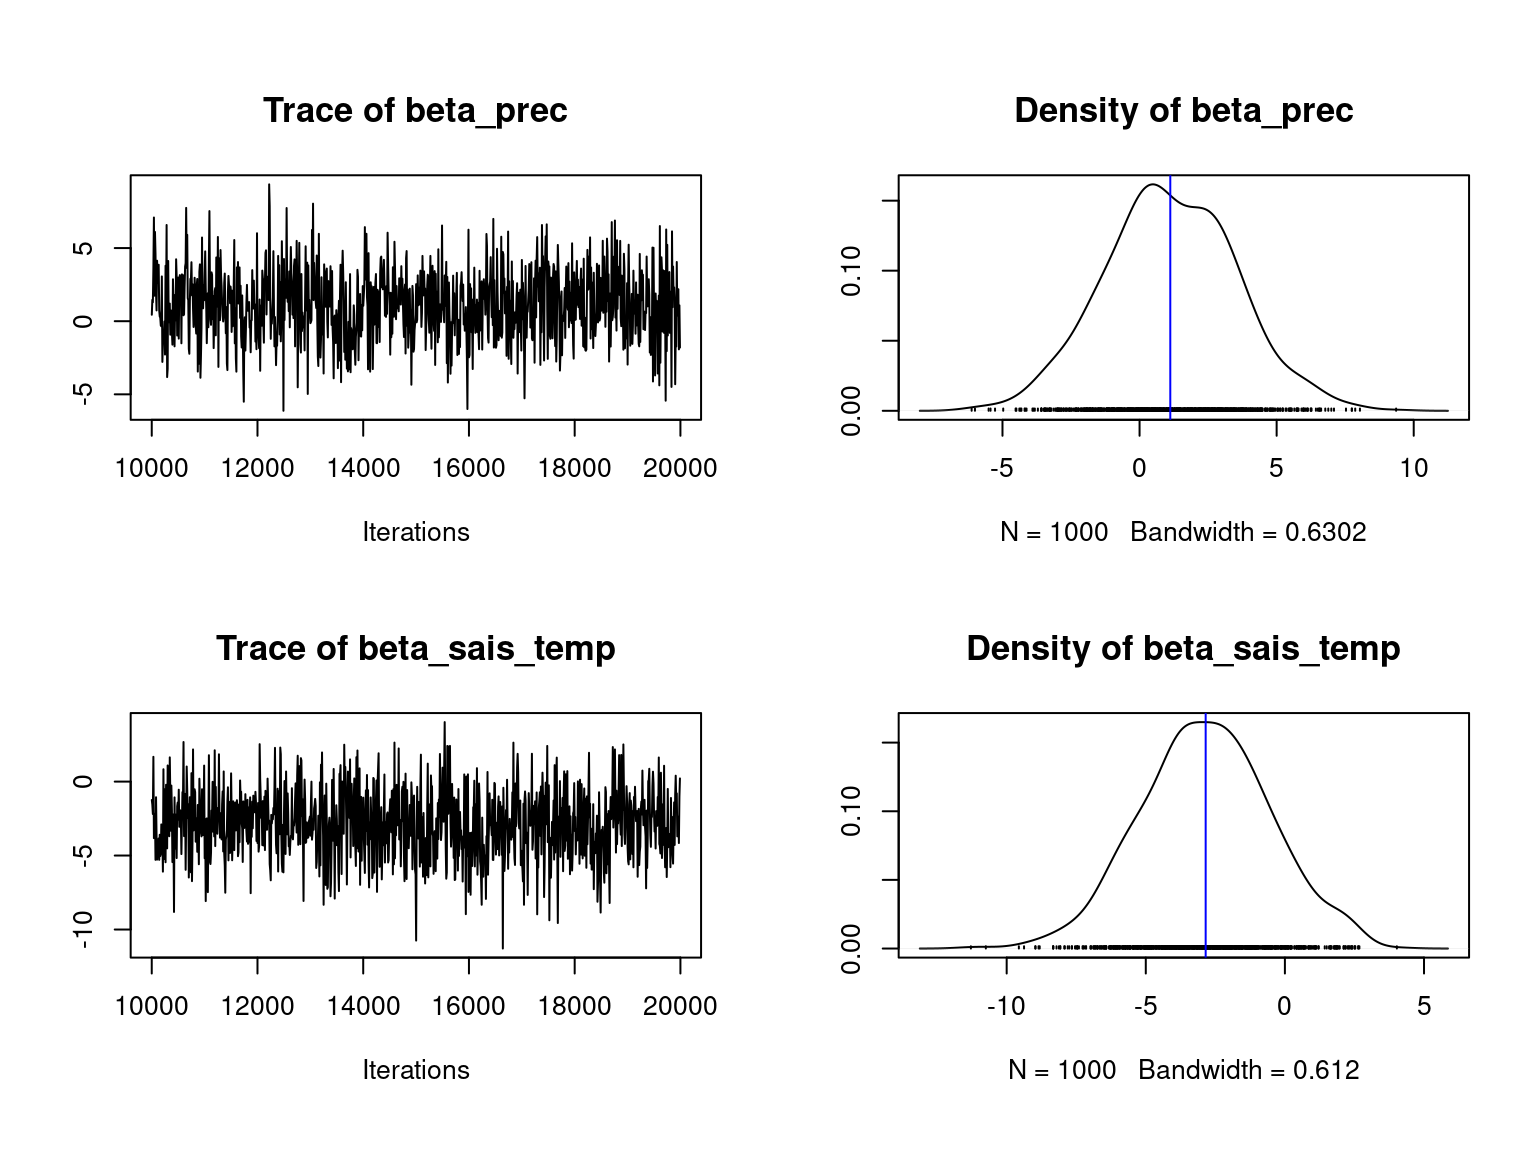 Trace of beta_prec
5
0
-5
10000 12000 14000 16000 18000 20000
Iterations
Density of beta_prec
0.10
0.00
-5 0 5 10
N = 1000 Bandwidth = 0.6302
Trace of beta_sais_temp
0
-5
-10
10000 12000 14000 16000 18000 20000
Iterations
Density of beta_sais_temp
0.10
0.00
-10 -5 0 5
N = 1000 Bandwidth = 0.612